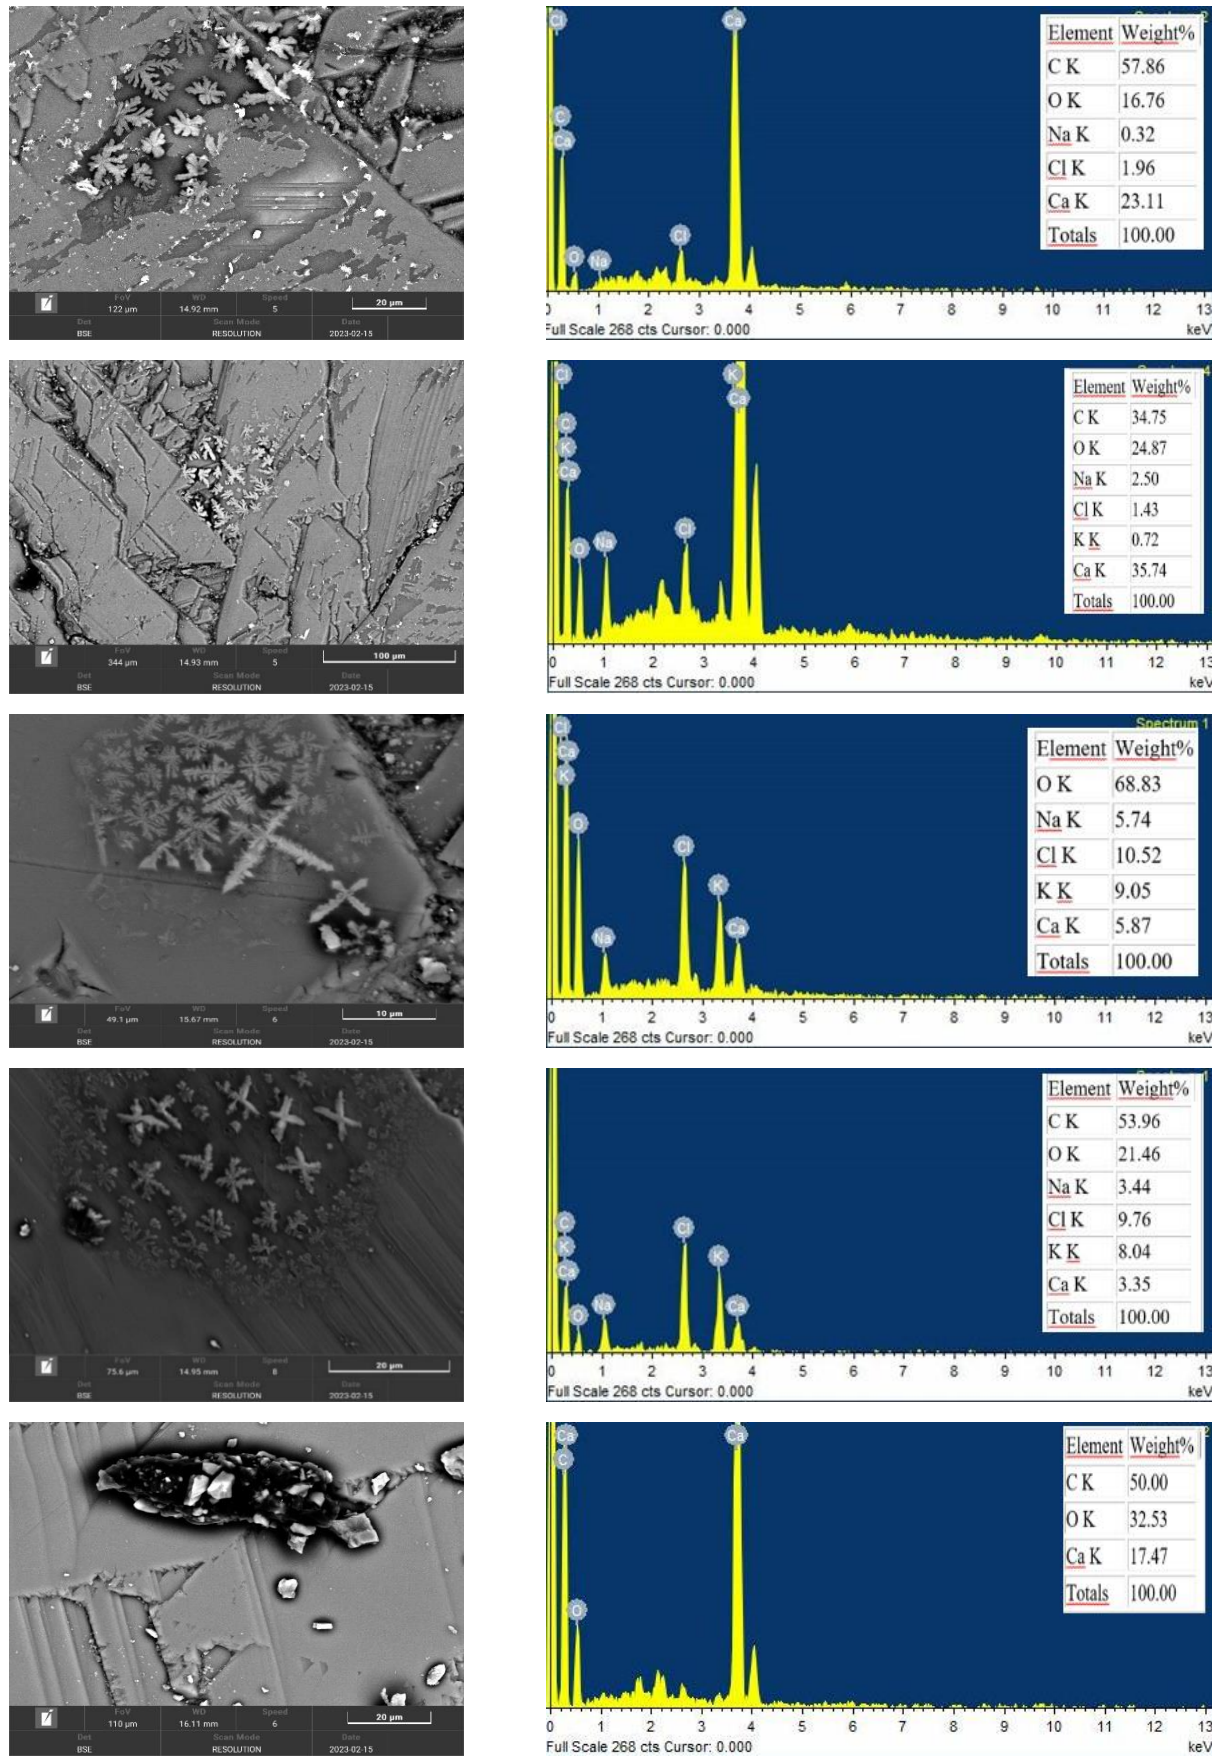 FoV WD Speed
122 µm 14.92 mm 5 20 µm
Det Scan Mode Date
BSE RESOLUTION 2023-02-15
Cl Ca
C
Ca
O Na Cl
Element Weight%
C K 57.86
O K 16.76
Na K 0.32
Cl K 1.96
Ca K 23.11
Totals 100.00
0 1 2 3 4 5 6 7 8 9 10 11 12 13
Full Scale 268 cts Cursor: 0.000 keV
FoV WD Speed
344 µm 14.93 mm 5 100 µm
Det Scan Mode Date
BSE RESOLUTION 2023-02-15
Cl K
Ca
C
K
Ca
O Na Cl
Element Weight%
C K 34.75
O K 24.87
Na K 2.50
Cl K 1.43
K K 0.72
Ca K 35.74
Totals 100.00
0 1 2 3 4 5 6 7 8 9 10 11 12 13
Full Scale 268 cts Cursor: 0.000 keV
FoV WD Speed
49.1 µm 15.67 mm 6 10 µm
Det Scan Mode Date
BSE RESOLUTION 2023-02-15
Spectrum 1
Cl
Ca
K
O Cl
K
Na Ca
Element Weight%
O K 68.83
Na K 5.74
Cl K 10.52
K K 9.05
Ca K 5.87
Totals 100.00
0 1 2 3 4 5 6 7 8 9 10 11 12 13
Full Scale 268 cts Cursor: 0.000 keV
FoV WD Speed
75.6 µm 14.95 mm 8 20 µm
Det Scan Mode Date
BSE RESOLUTION 2023-02-15
C Cl
K K
Ca
O Na Ca
Element Weight%
C K 53.96
O K 21.46
Na K 3.44
Cl K 9.76
K K 8.04
Ca K 3.35
Totals 100.00
0 1 2 3 4 5 6 7 8 9 10 11 12 13
Full Scale 268 cts Cursor: 0.000 keV
FoV WD Speed
110 µm 16.11 mm 6 20 µm
Det Scan Mode Date
BSE RESOLUTION 2023-02-15
Ca Ca
C
O
Element Weight%
C K 50.00
O K 32.53
Ca K 17.47
Totals 100.00
0 1 2 3 4 5 6 7 8 9 10 11 12 13
Full Scale 268 cts Cursor: 0.000 keV